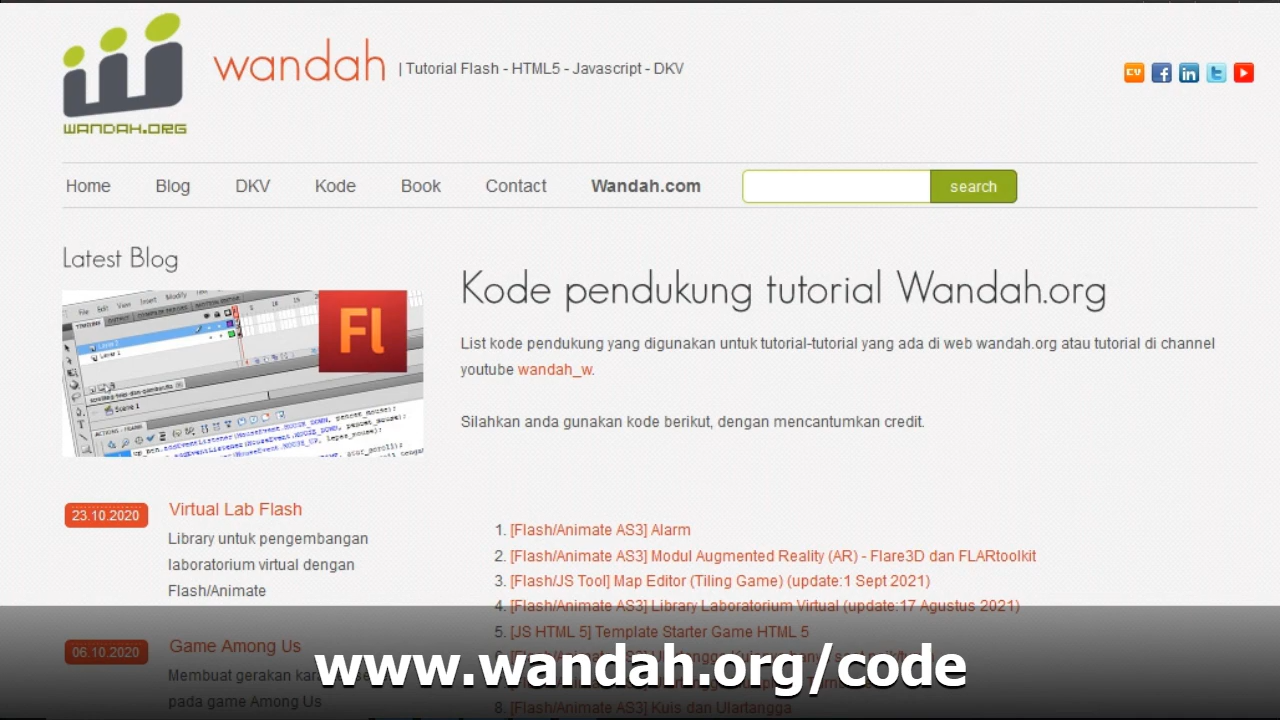 wandah | Tutorial Flash - HTML5 - Javascript - DKV
WANDAH.ORG
Home Blog DKV Kode Book Contact Wandah.com search
Latest Blog
Fl
Kode pendukung tutorial Wandah.org
List kode pendukung yang digunakan untuk tutorial-tutorial yang ada di web wandah.org atau tutorial di channel
youtube wandah_w.
Silahkan anda gunakan kode berikut, dengan mencantumkan credit.
23.10.2020 Virtual Lab Flash
Library untuk pengembangan
laboratorium virtual dengan
Flash/Animate
06.10.2020 Game Among Us
Membuat gerakan
pada game Among Us
1. [Flash/Animate AS3] Alarm
2. [Flash/Animate AS3] Modul Augmented Reality (AR) - Flare3D dan FLARtoolkit
3. [Flash/JS Tool] Map Editor (Tiling Game) (update:1 Sept 2021)
4. [Flash/Animate AS3] Library Laboratorium Virtual (update:17 Agustus 2021)
5. [JS HTML 5] Template Starter Game HTML 5
8. [Flash/Animate AS3] Kuis dan Ulartangga
www.wandah.org/code